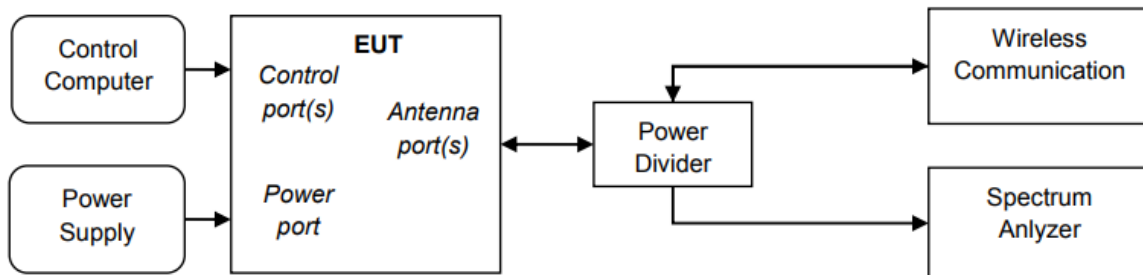 Control
Computer
EUT
Control
port(s)
Antenna
port(s)
Power
port
Power
Supply
Power
Divider
Wireless
Communication
Spectrum
Anlyzer